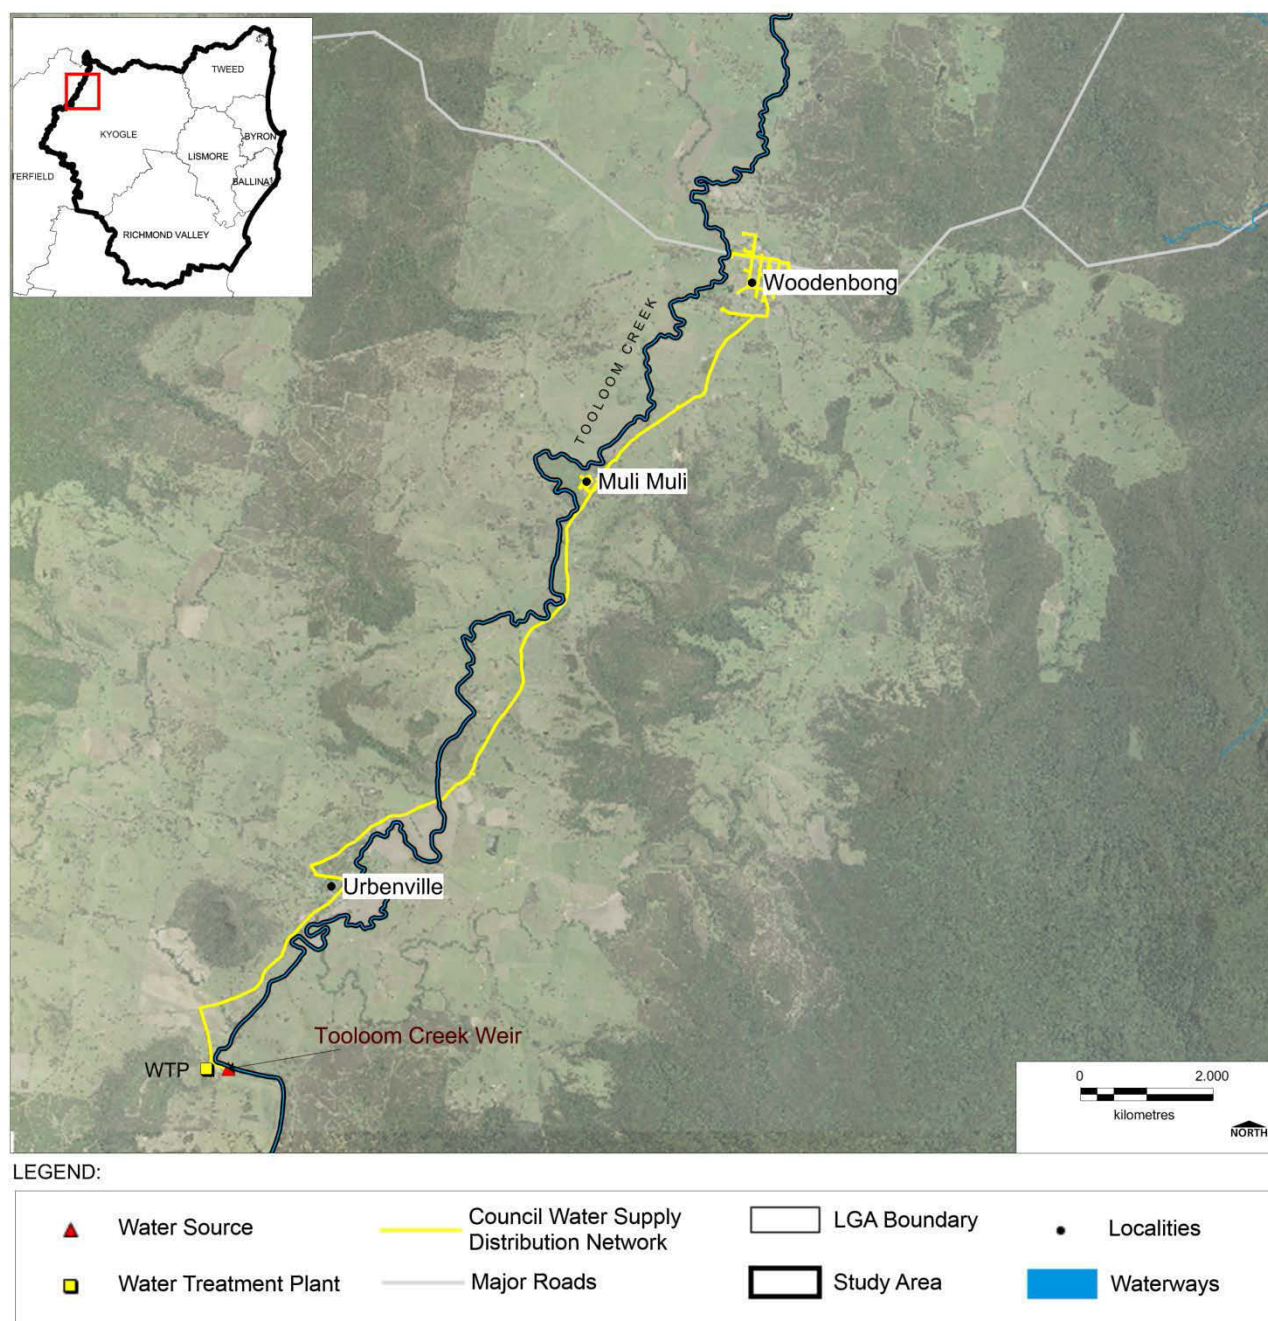 TWEED
KYOGLE
BYRON
LISMORE
TERFIELD
BALLINA
RICHMOND VALLEY
Woodenbong
TOOLOOM CREEK
Muli Muli
Urbenville
Tooloom Creek Weir
WTP
0 2.000
kilometres
NORTH
LEGEND:
Water Source
Council Water Supply
Distribution Network
LGA Boundary
Localities
Water Treatment Plant
Major Roads
Study Area
Waterways